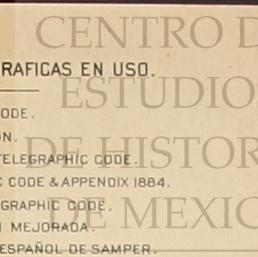 CENTRO D
RAFICAS EN USO.
ESTUDIO
ODE.
ON.
TELEGRAPHIC CODE.
DE HISTOR
C CODE & APPENDIX 1884.
GRAPHIC CODE.
DE MEXIC
N MEJORADA.
ESPAÑOL DE SAMPER.